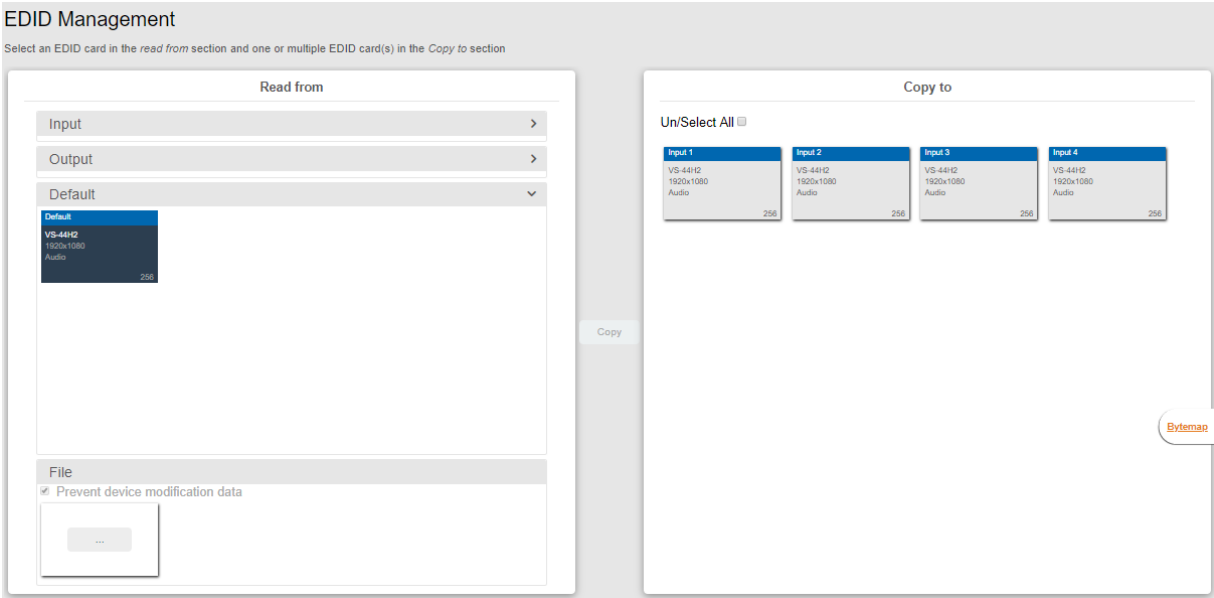 EDID Management
Select an EDID card in the read from section and one or multiple EDID card(s) in the Copy to section
Read from
Input
Output
Default
Default
VS-44H2
1920x1080
Audio
256
File
Prevent device modification data
...
Copy
Copy to
Un/Select All
Input 1
VS-44H2
1920x1080
Audio
256
Input 2
VS-44H2
1920x1080
Audio
256
Input 3
VS-44H2
1920x1080
Audio
256
Input 4
VS-44H2
1920x1080
Audio
256
Bytemap